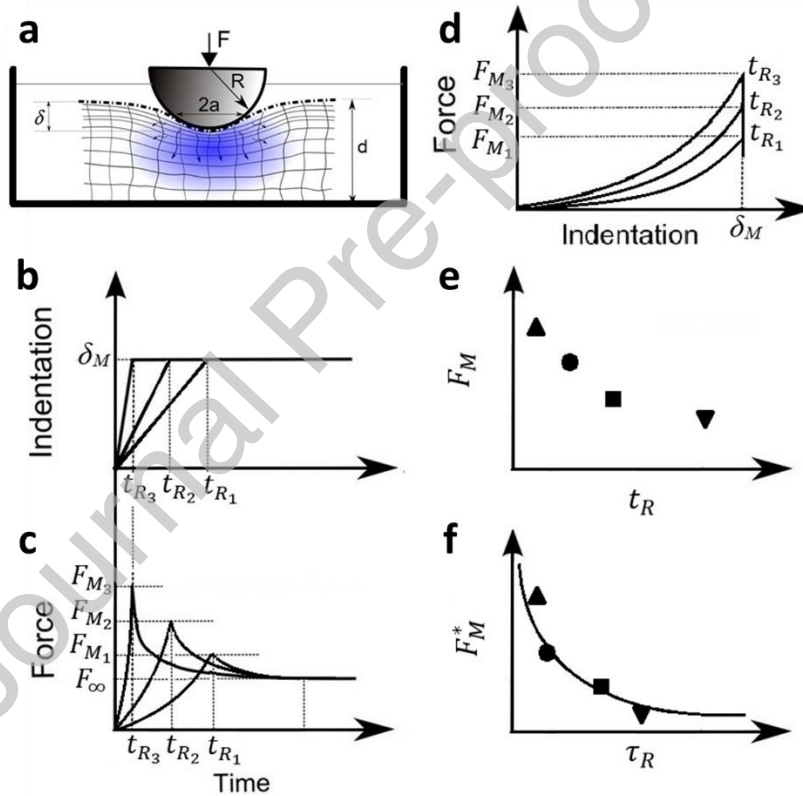 a
F
R
2a
δ
d
b
Indentation
δ_M
t_R3 t_R2 t_R1
c
Force
F_M3
F_M2
F_M1
F_∞
t_R3 t_R2 t_R1
Time
d
Force
F_M3
F_M2
F_M1
t_R3
t_R2
t_R1
Indentation
δ_M
e
F_M
t_R
f
F*_M
τ_R
Journal Pre-proo